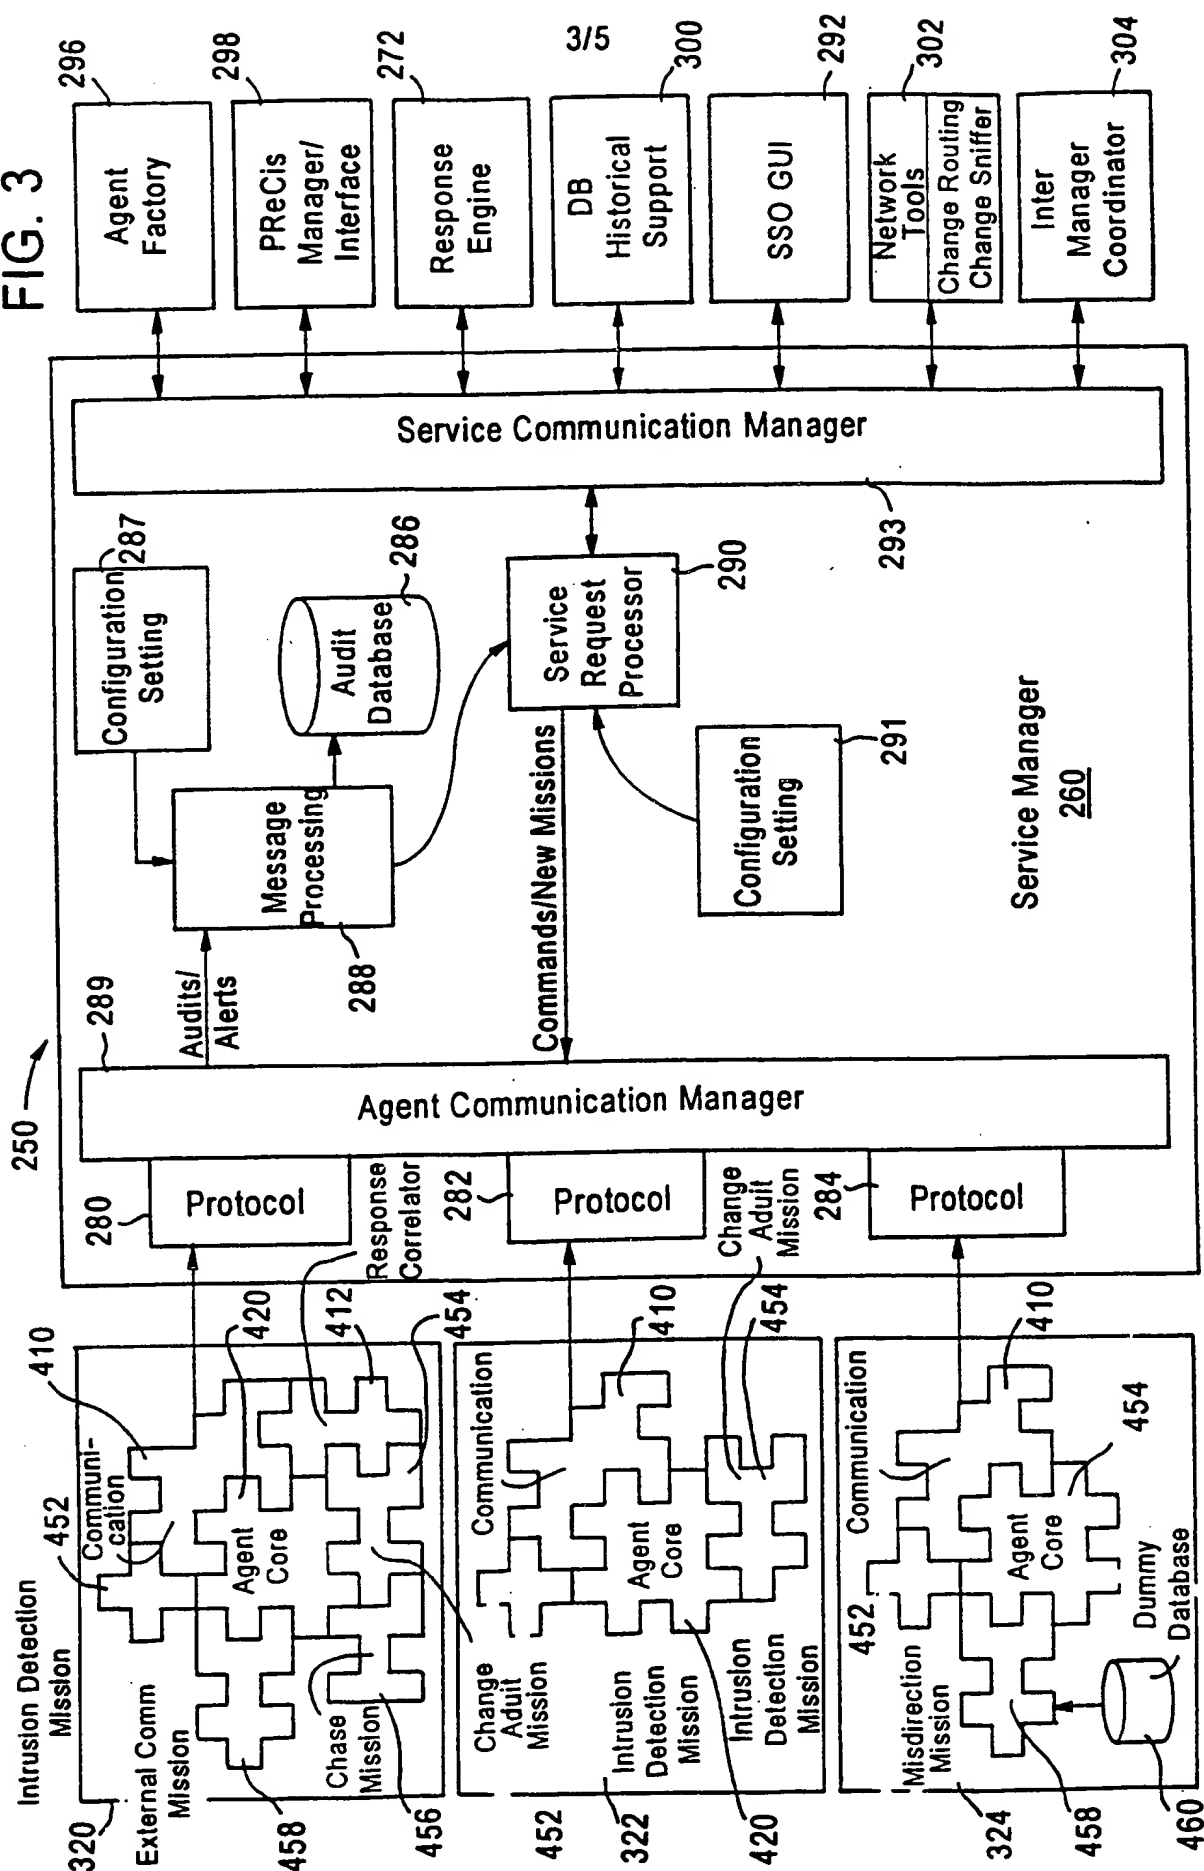 3/5
FIG. 3
296
Agent
Factory
298
PReCis
Manager/
Interface
272
Response
Engine
300
DB
Historical
Support
292
SSO GUI
302
Network
Tools
Change Routing
Change Sniffer
304
Inter
Manager
Coordinator
Service Communication Manager
293
287
Configuration
Setting
286
Audit
Database
290
Service
Request
Processor
291
Configuration
Setting
Message
Processing
288
Commands/New Missions
Audits/
Alerts
289
Service Manager
260
250
Agent Communication Manager
280
Protocol
Response
Correlator
282
Protocol
Change
Aduit
Mission
284
Protocol
410
420
412
454
452
Communi-
cation
Agent
Core
Intrusion Detection
Mission
External Comm
Mission
Chase
Mission
320
458
456
Change
Aduit
Mission
410
454
Communication
Agent
Core
Intrusion
Detection
Mission
Intrusion
Detection
Mission
452
322
420
410
454
Communication
Agent
Core
452
Misdirection
Mission
Dummy
Database
324
458
460